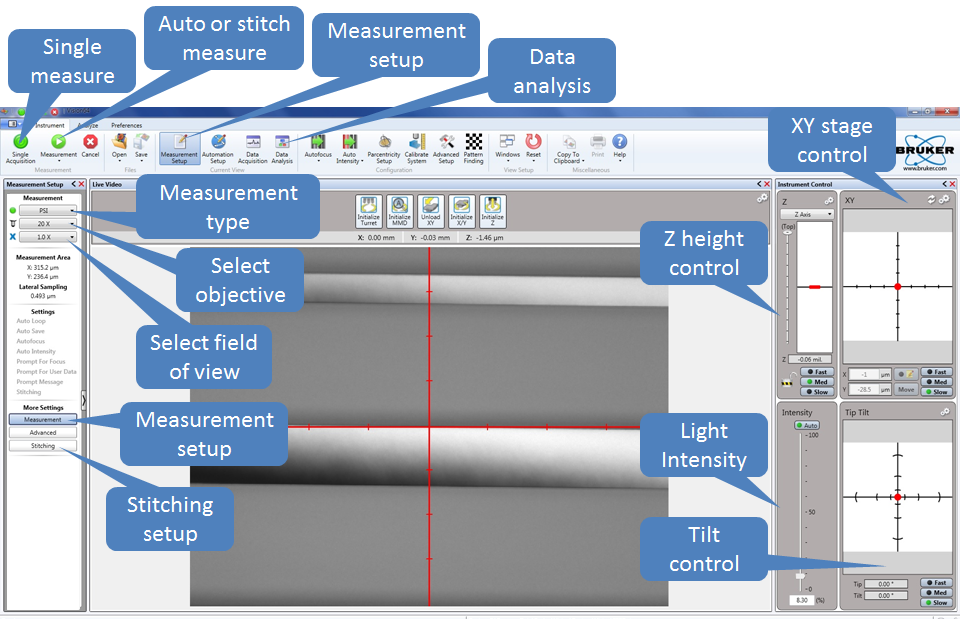 Single
measure
Auto or stitch
measure
Measurement
setup
Data
analysis
XY stage
control
Instrument
Analyze
Preferences
Single
Acquisition
Measurement
Cancel
Open
Save
Measurement
Setup
Automation
Setup
Data
Acquisition
Data
Analysis
Autofocus
Auto
Intensity
Parcentricity
Setup
Calibrate
System
Advanced
Setup
Pattern
Finding
Windows
Reset
Copy To
Clipboard
Print
Help
BRUKER
www.bruker.com
Measurement
Files
Current View
Configuration
View Setup
Miscellaneous
Measurement Setup
Live Video
Instrument Control
Measurement
PSI
20 X
1.0 X
Measurement Area
X: 315.2 µm
Y: 236.4 µm
Lateral Sampling
0.493 µm
Settings
Auto Loop
Auto Save
Autofocus
Auto Intensity
Prompt For Focus
Prompt For User Data
Prompt Message
Stitching
More Settings
Measurement
Advanced
Stitching
Measurement
type
Select
objective
Select field
of view
Measurement
setup
Stitching
setup
Initialize
Turret
Initialize
MMD
Unload
XY
Initialize
X/Y
Initialize
Z
X: 0.00 mm
Y: -0.03 mm
Z: -1.46 µm
Z height
control
Light
Intensity
Tilt
control
Z
Z Axis
(Top)
Z
-0.06 mil.
Fast
Med
Slow
XY
X
-1
µm
Y
-28.5
µm
Move
Fast
Med
Slow
Intensity
Auto
100
50
0
8.30
(%)
Tip Tilt
Tip
0.00 °
Tilt
0.00 °
Fast
Med
Slow